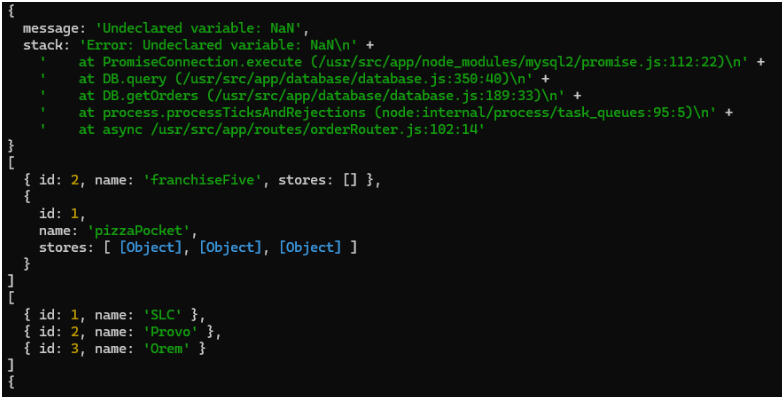 {
  message: 'Undeclared variable: NaN',
  stack: 'Error: Undeclared variable: NaN\n' +
    '    at PromiseConnection.execute (/usr/src/app/node_modules/mysql2/promise.js:112:22)\n' +
    '    at DB.query (/usr/src/app/database/database.js:350:40)\n' +
    '    at DB.getOrders (/usr/src/app/database/database.js:189:33)\n' +
    '    at process.processTicksAndRejections (node:internal/process/task_queues:95:5)\n' +
    '    at async /usr/src/app/routes/orderRouter.js:102:14'
}
[
  { id: 2, name: 'franchiseFive', stores: [] },
  {
    id: 1,
    name: 'pizzaPocket',
    stores: [ [Object], [Object], [Object] ]
  }
]
[
  { id: 1, name: 'SLC' },
  { id: 2, name: 'Provo' },
  { id: 3, name: 'Orem' }
]
{